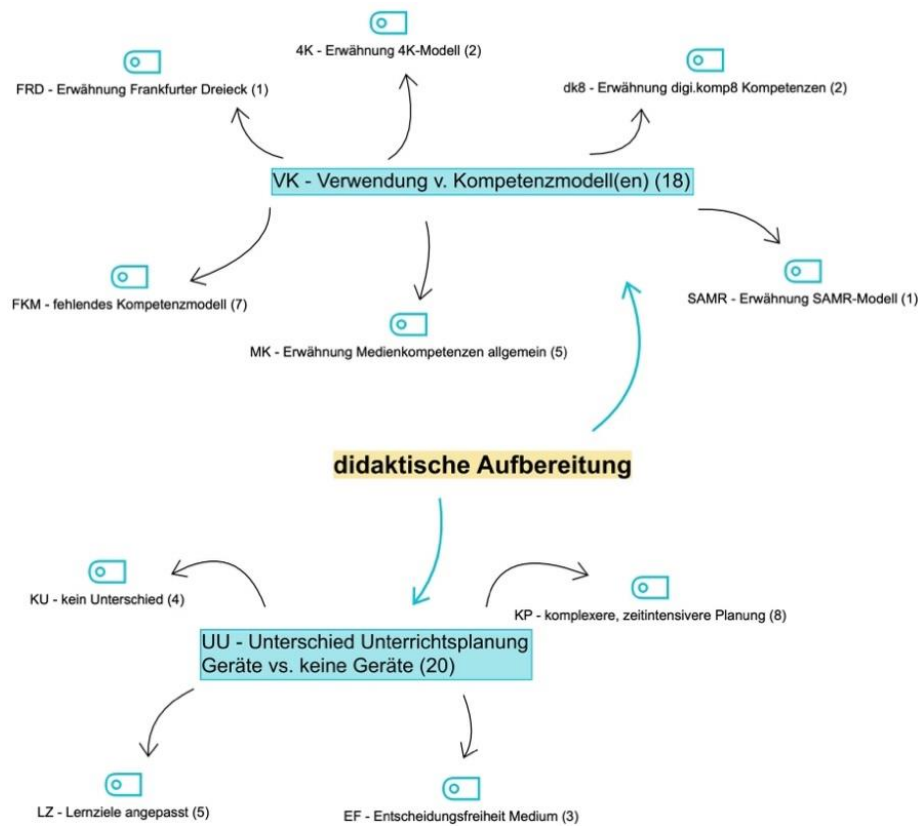 4K - Erwähnung 4K-Modell (2)
FRD - Erwähnung Frankfurter Dreieck (1)
dk8 - Erwähnung digi.komp8 Kompetenzen (2)
VK - Verwendung v. Kompetenzmodell(en) (18)
FKM - fehlendes Kompetenzmodell (7)
SAMR - Erwähnung SAMR-Modell (1)
MK - Erwähnung Medienkompetenzen allgemein (5)
didaktische Aufbereitung
KU - kein Unterschied (4)
KP - komplexere, zeitintensivere Planung (8)
UU - Unterschied Unterrichtsplanung
Geräte vs. keine Geräte (20)
LZ - Lernziele angepasst (5)
EF - Entscheidungsfreiheit Medium (3)